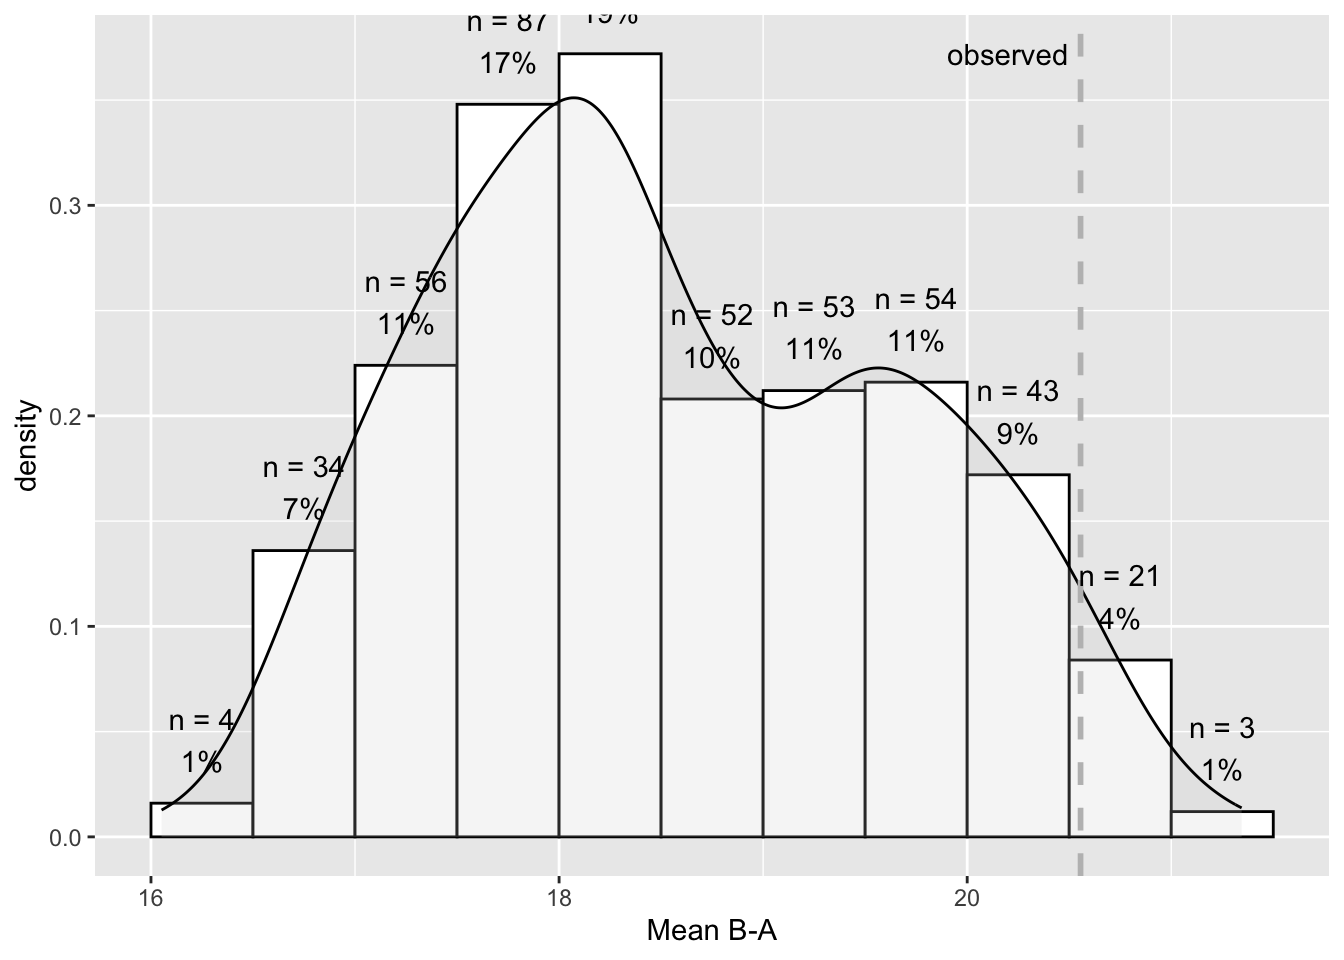 n = 87
19%
17%
observed
n = 56
11%
n = 52
10%
n = 53
11%
n = 54
11%
n = 43
9%
n = 34
7%
n = 21
4%
n = 4
1%
n = 3
1%
density
0.3
0.2
0.1
0.0
16
18
20
Mean B-A